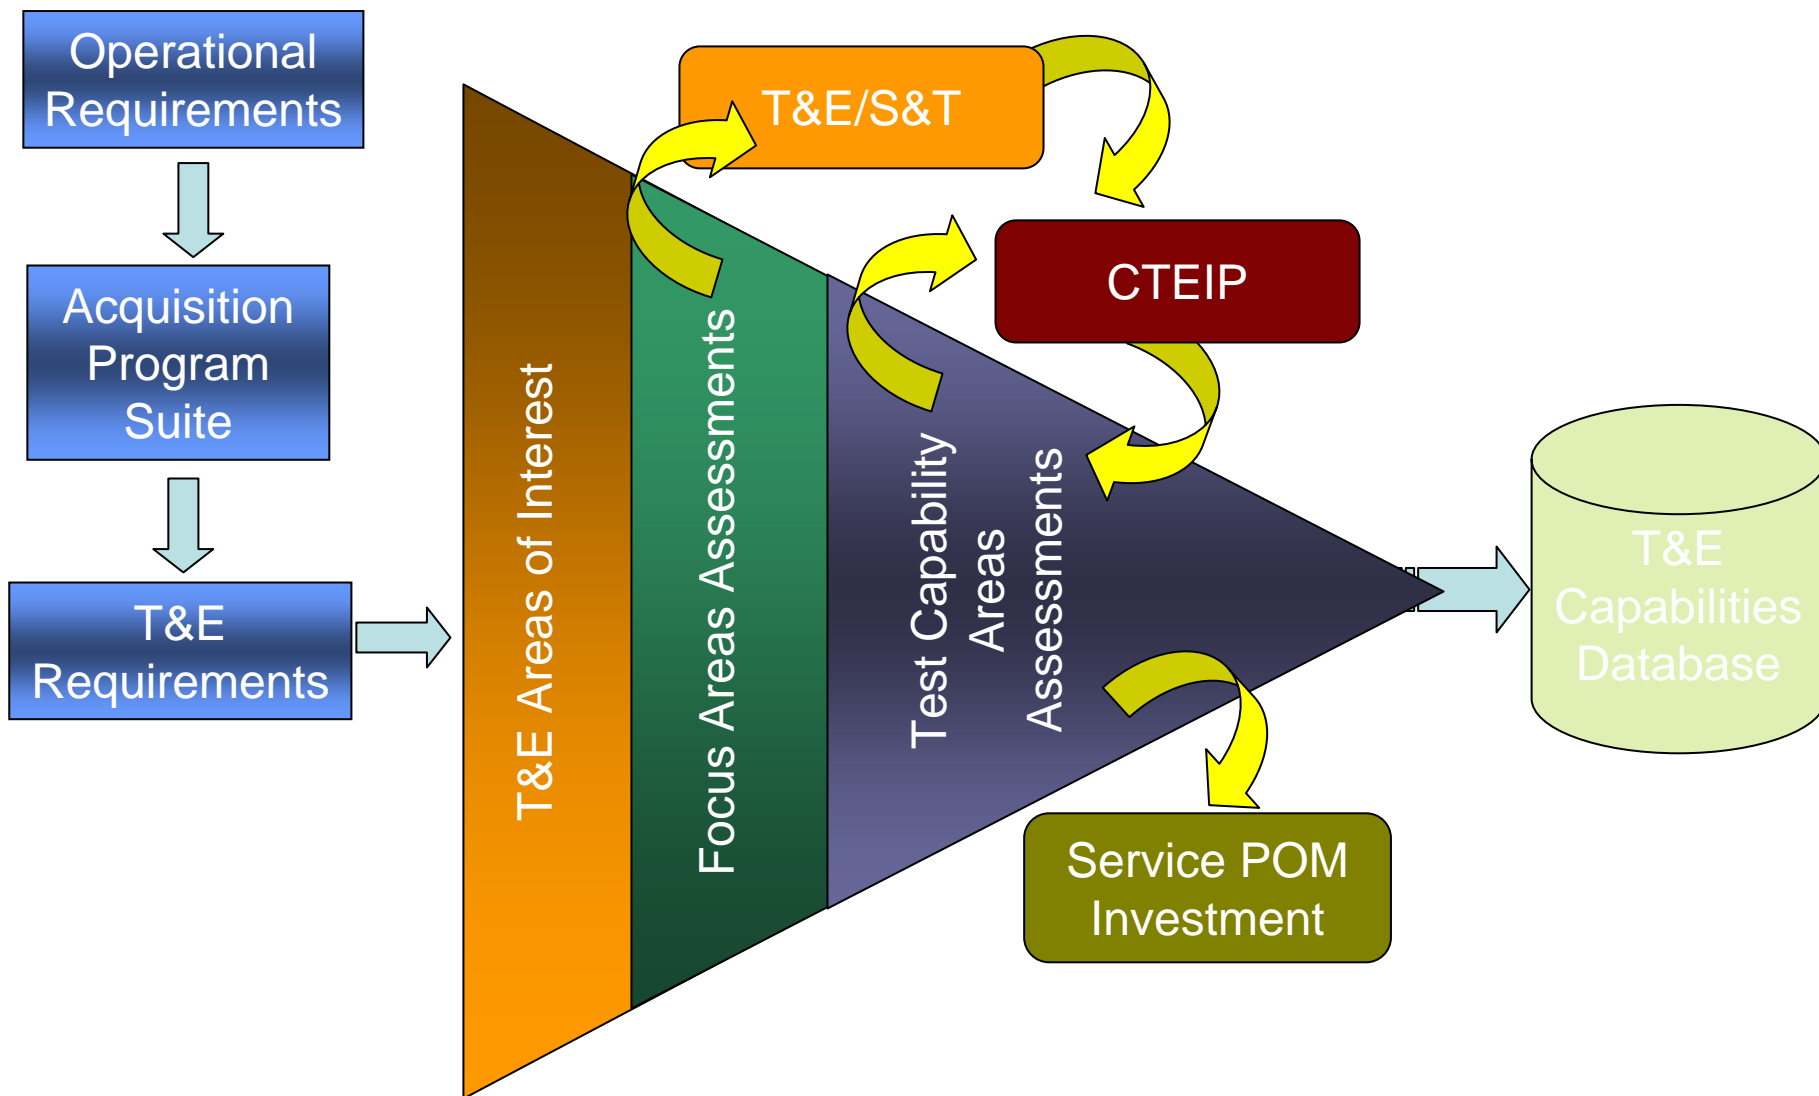 Operational
Requirements
Acquisition
Program
Suite
T&E
Requirements
T&E Areas of Interest
Focus Areas Assessments
Test Capability
Areas
Assessments
T&E/S&T
CTEIP
Service POM
Investment
T&E
Capabilities
Database